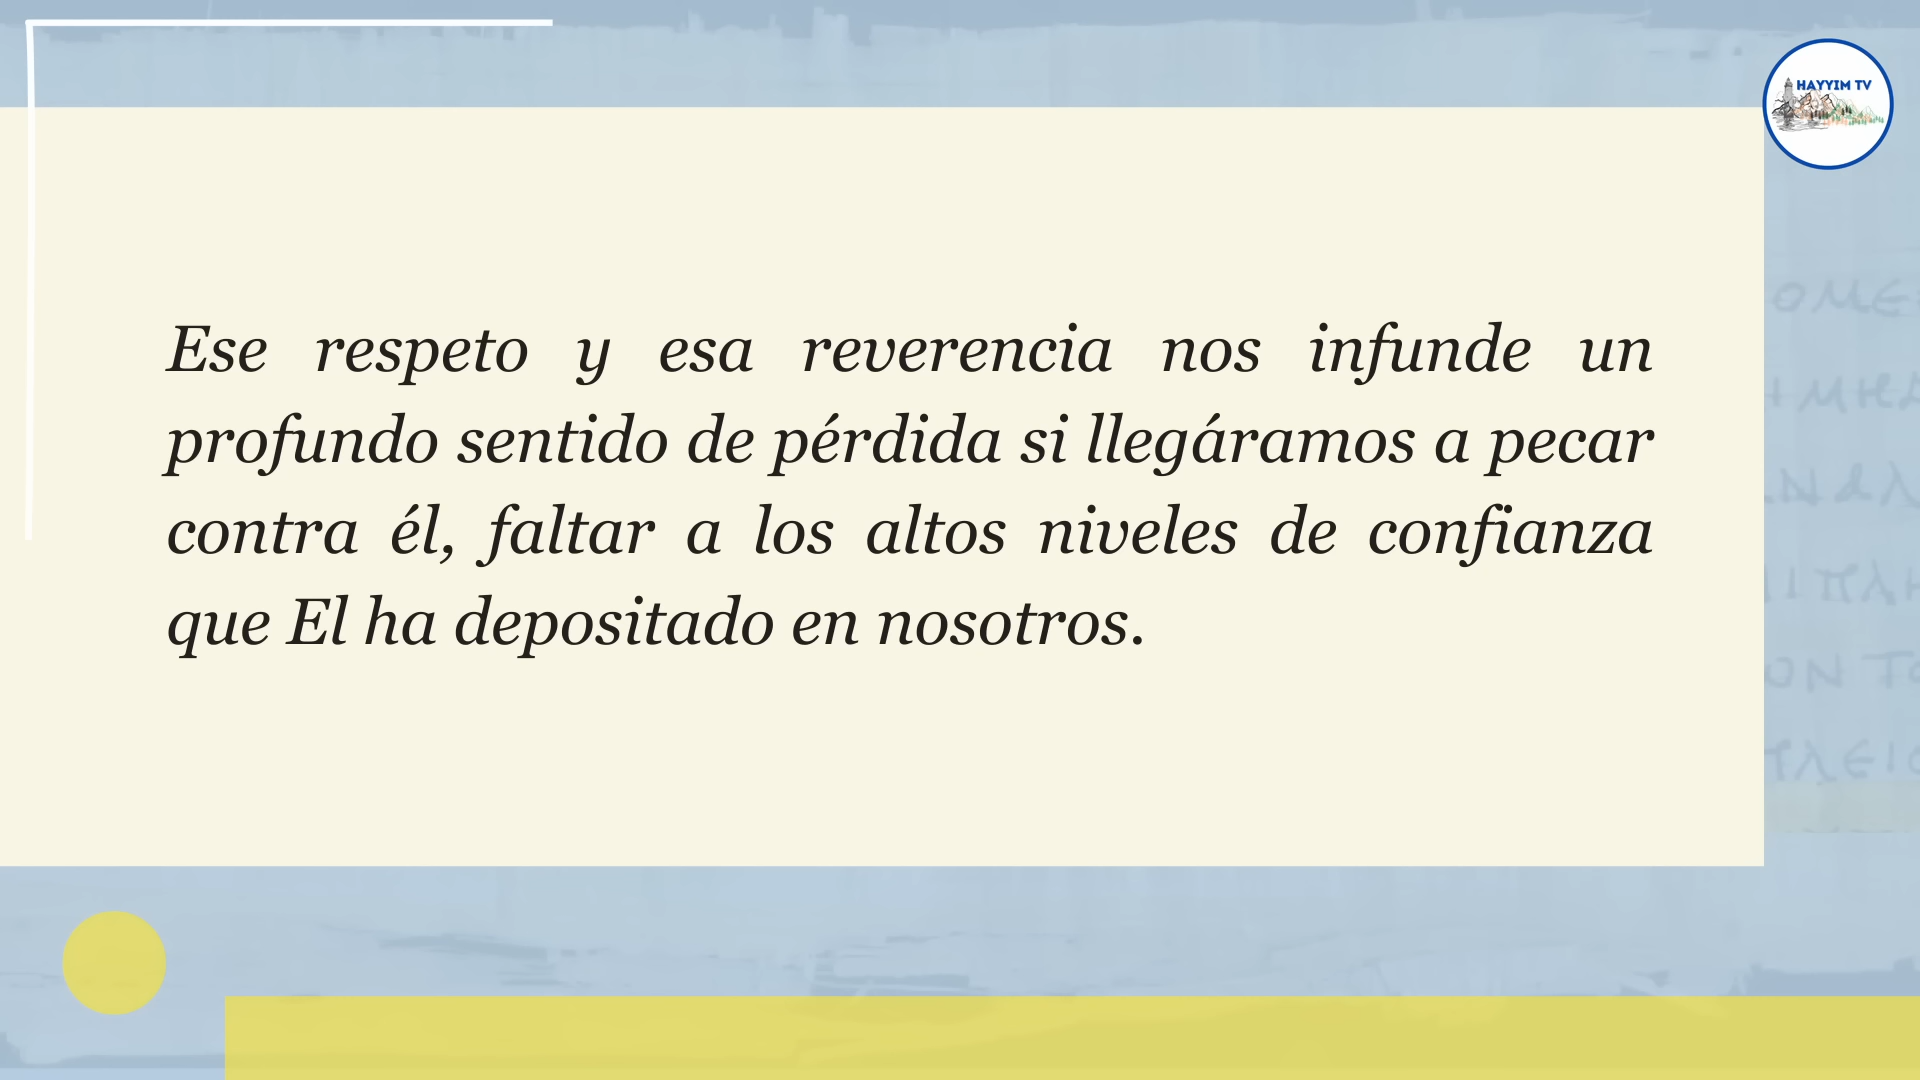 HAYYIM TV
Ese respeto y esa reverencia nos infunde un
profundo sentido de pérdida si llegáramos a pecar
contra él, faltar a los altos niveles de confianza
que El ha depositado en nosotros.